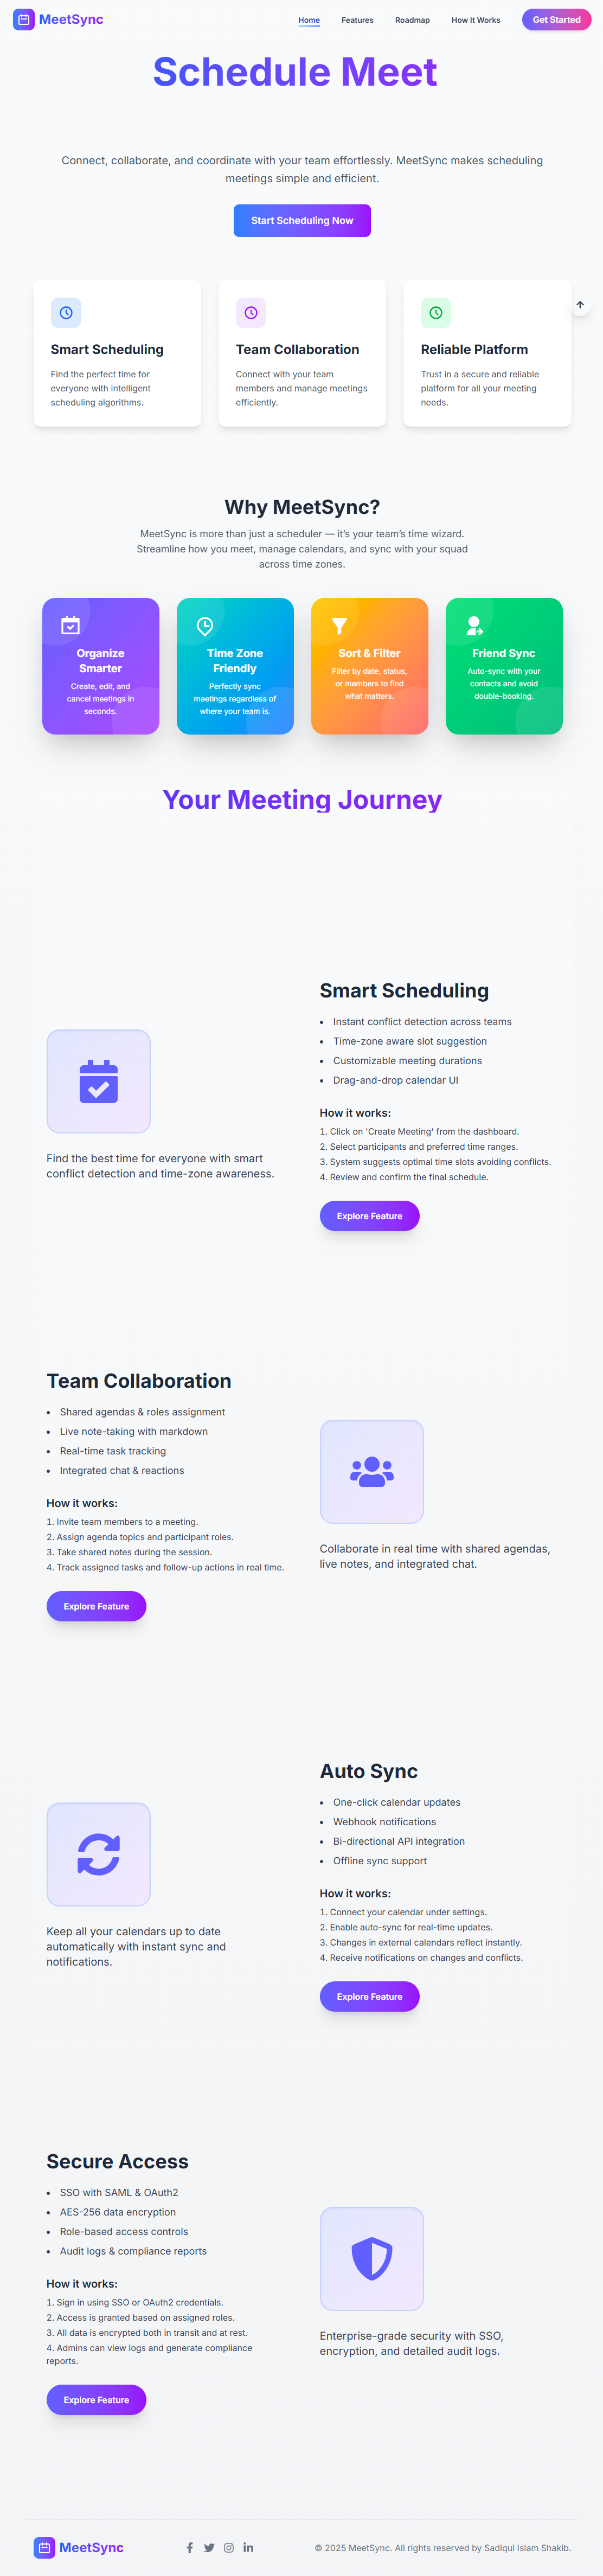 MeetSync
Home
Features
Roadmap
How It Works
Get Started
Schedule Meet
Connect, collaborate, and coordinate with your team effortlessly. MeetSync makes scheduling
meetings simple and efficient.
Start Scheduling Now
Smart Scheduling
Find the perfect time for
everyone with intelligent
scheduling algorithms.
Team Collaboration
Connect with your team
members and manage meetings
efficiently.
Reliable Platform
Trust in a secure and reliable
platform for all your meeting
needs.
Why MeetSync?
MeetSync is more than just a scheduler — it's your team's time wizard.
Streamline how you meet, manage calendars, and sync with your squad
across time zones.
Organize
Smarter
Create, edit, and
cancel meetings in
seconds.
Time Zone
Friendly
Perfectly sync
meetings regardless of
where your team is.
Sort & Filter
Filter by date, status,
or members to find
what matters.
Friend Sync
Auto-sync with your
contacts and avoid
double-booking.
Your Meeting Journey
Find the best time for everyone with smart
conflict detection and time-zone awareness.
Smart Scheduling
• Instant conflict detection across teams
• Time-zone aware slot suggestion
• Customizable meeting durations
• Drag-and-drop calendar UI
How it works:
1. Click on 'Create Meeting' from the dashboard.
2. Select participants and preferred time ranges.
3. System suggests optimal time slots avoiding conflicts.
4. Review and confirm the final schedule.
Explore Feature
Team Collaboration
• Shared agendas & roles assignment
• Live note-taking with markdown
• Real-time task tracking
• Integrated chat & reactions
How it works:
1. Invite team members to a meeting.
2. Assign agenda topics and participant roles.
3. Take shared notes during the session.
4. Track assigned tasks and follow-up actions in real time.
Explore Feature
Collaborate in real time with shared agendas,
live notes, and integrated chat.
Keep all your calendars up to date
automatically with instant sync and
notifications.
Auto Sync
• One-click calendar updates
• Webhook notifications
• Bi-directional API integration
• Offline sync support
How it works:
1. Connect your calendar under settings.
2. Enable auto-sync for real-time updates.
3. Changes in external calendars reflect instantly.
4. Receive notifications on changes and conflicts.
Explore Feature
Secure Access
• SSO with SAML & OAuth2
• AES-256 data encryption
• Role-based access controls
• Audit logs & compliance reports
How it works:
1. Sign in using SSO or OAuth2 credentials.
2. Access is granted based on assigned roles.
3. All data is encrypted both in transit and at rest.
4. Admins can view logs and generate compliance
reports.
Explore Feature
Enterprise-grade security with SSO,
encryption, and detailed audit logs.
MeetSync
© 2025 MeetSync. All rights reserved by Sadiqul Islam Shakib.